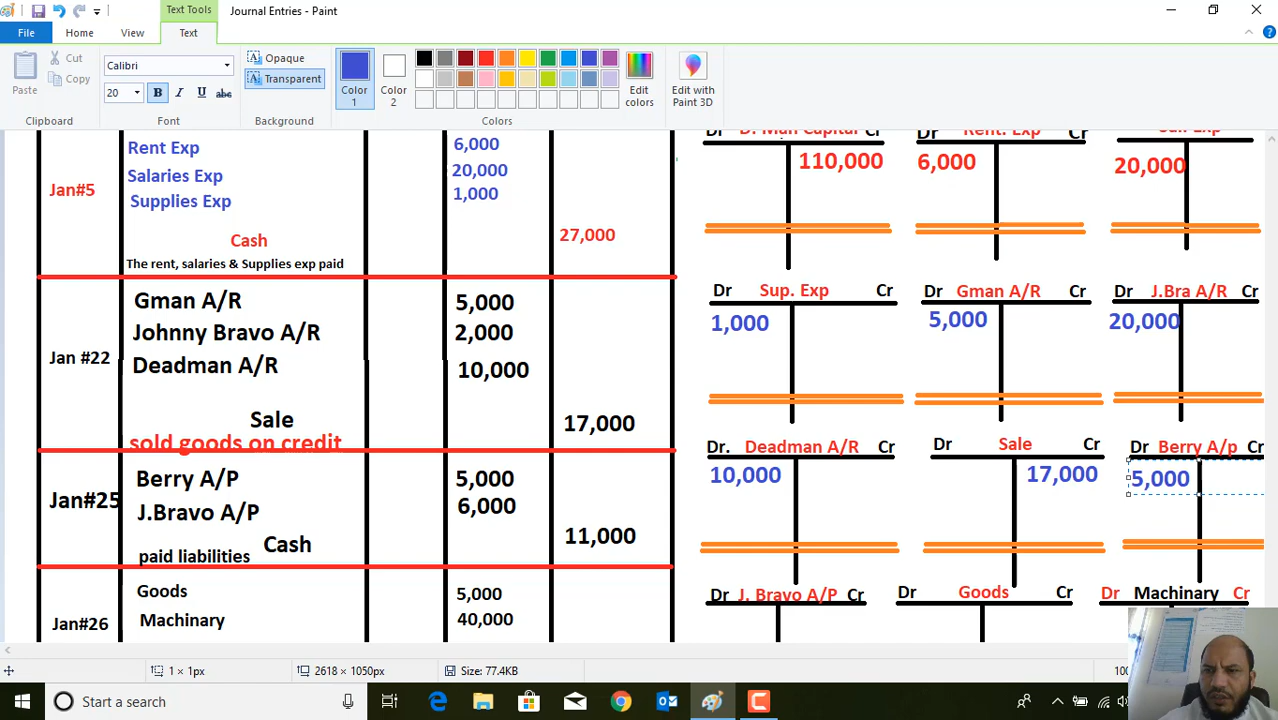 Text Tools
Journal Entries - Paint
File
Home
View
Text
Paste
Cut
Copy
Clipboard
Calibri
20
B
I
U
abc
Font
Opaque
Transparent
Background
Color
1
Color
2
Edit
colors
Edit with
Paint 3D
Colors
Jan#5
Rent Exp
6,000
Salaries Exp
20,000
Supplies Exp
1,000
Cash
27,000
The rent, salaries & Supplies exp paid
Jan #22
Gman A/R
5,000
Johnny Bravo A/R
2,000
Deadman A/R
10,000
Sale
17,000
sold goods on credit
Jan#25
Berry A/P
5,000
J.Bravo A/P
6,000
Cash
11,000
paid liabilities
Jan#26
Goods
5,000
Machinary
40,000
Dr D. Man Capital Cr
110,000
Dr Rent. Exp Cr
6,000
20,000
Dr Sup. Exp Cr
1,000
Dr Gman A/R Cr
5,000
Dr J.Bra A/R Cr
20,000
Dr. Deadman A/R Cr
10,000
Dr Sale Cr
17,000
Dr Berry A/p Cr
5,000
Dr J. Bravo A/P Cr
Dr Goods Cr
Dr Machinary Cr
1 × 1px
2618 × 1050px
Size: 77.4KB
100
Start a search